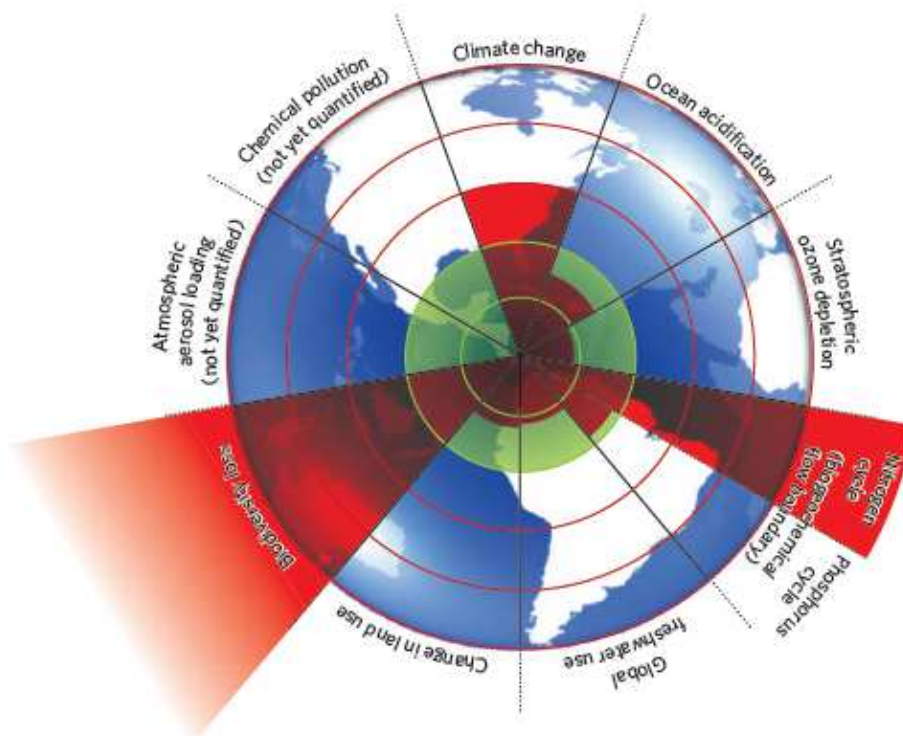 Climate change
Ocean acidification
Stratospheric
ozone depletion
Nitrogen
cycle
(biogeochemical
flow boundary)
Phosphorus
cycle
Global
freshwater use
Change in land use
Biodiversity loss
Atmospheric
aerosol loading
(not yet quantified)
Chemical pollution
(not yet quantified)